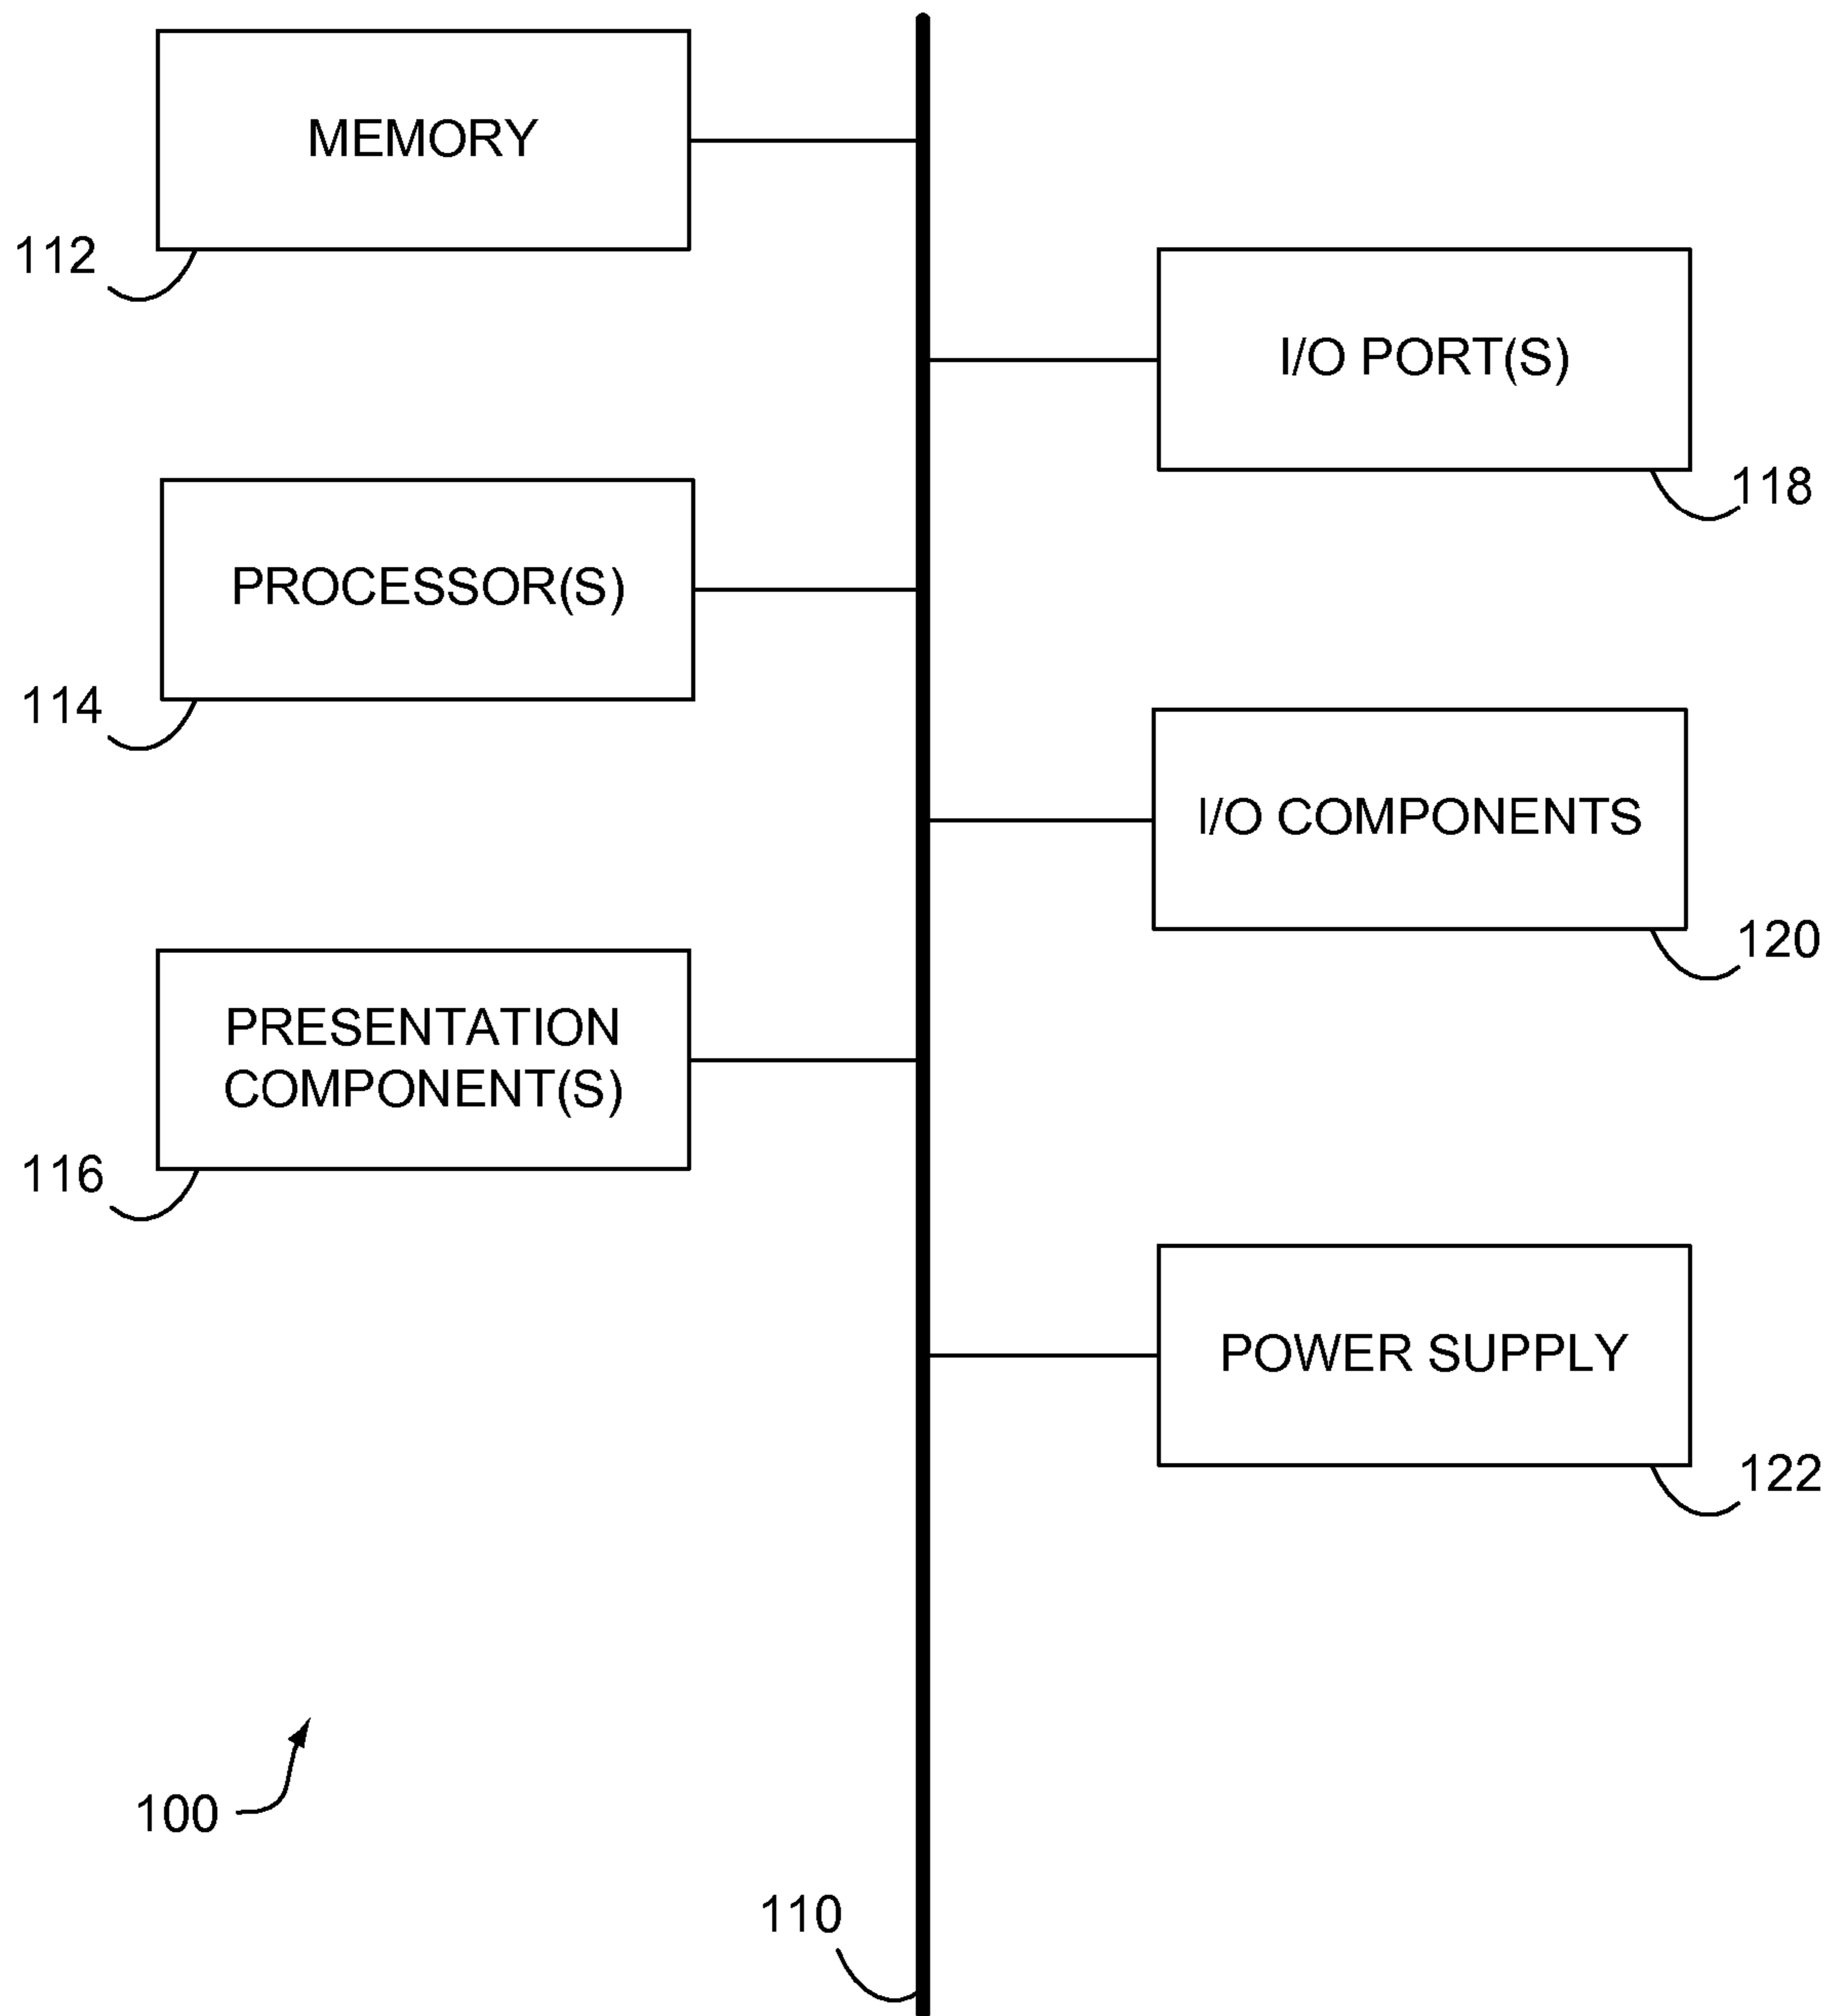 MEMORY
112
I/O PORT(S)
118
PROCESSOR(S)
114
I/O COMPONENTS
120
PRESENTATION
COMPONENT(S)
116
POWER SUPPLY
122
100
110